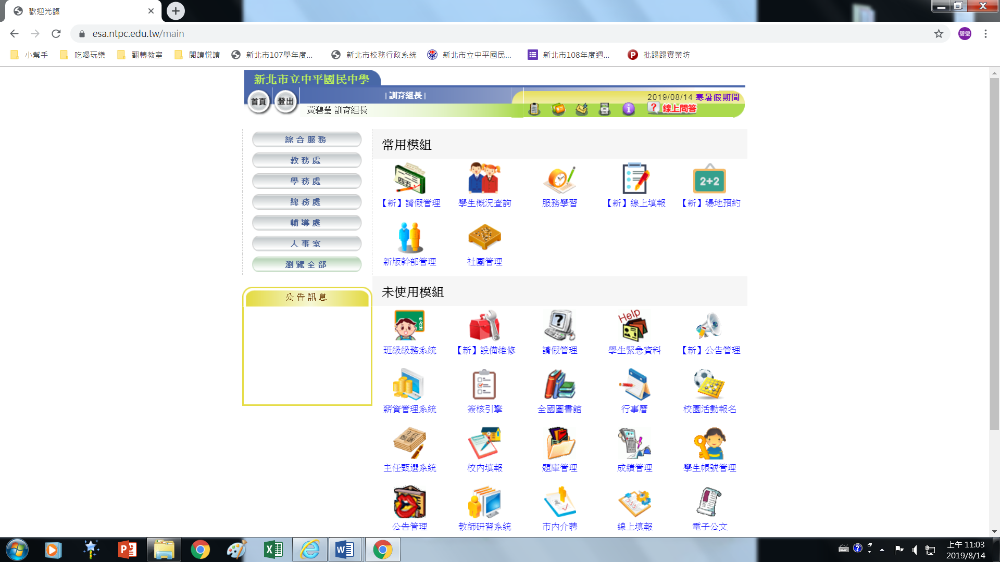 歡迎光臨
esa.ntpc.edu.tw/main
碧瑩
小幫手
吃喝玩樂
翻轉教室
閱讀悅讀
新北市107學年度...
新北市校務行政系統
新北市立中平國民...
新北市108年度週...
批踢踢實業坊
新北市立中平國民中學
首頁
登出
| 訓育組長 |
2019/08/14 寒暑假期間
黃碧瑩 訓育組長
線上問答
綜合服務
教務處
學務處
總務處
輔導處
人事室
瀏覽全部
公告訊息
常用模組
2+2
【新】請假管理
學生概況查詢
服務學習
【新】線上填報
【新】場地預約
新版幹部管理
社團管理
未使用模組
Help
班級級務系統
【新】設備維修
請假管理
學生緊急資料
【新】公告管理
薪資管理系統
簽核引擎
全國圖書館
行事曆
校園活動報名
主任甄選系統
校內填報
題庫管理
成績管理
學生帳號管理
公告管理
教師研習系統
市內介聘
線上填報
電子公文
上午 11:03
2019/8/14